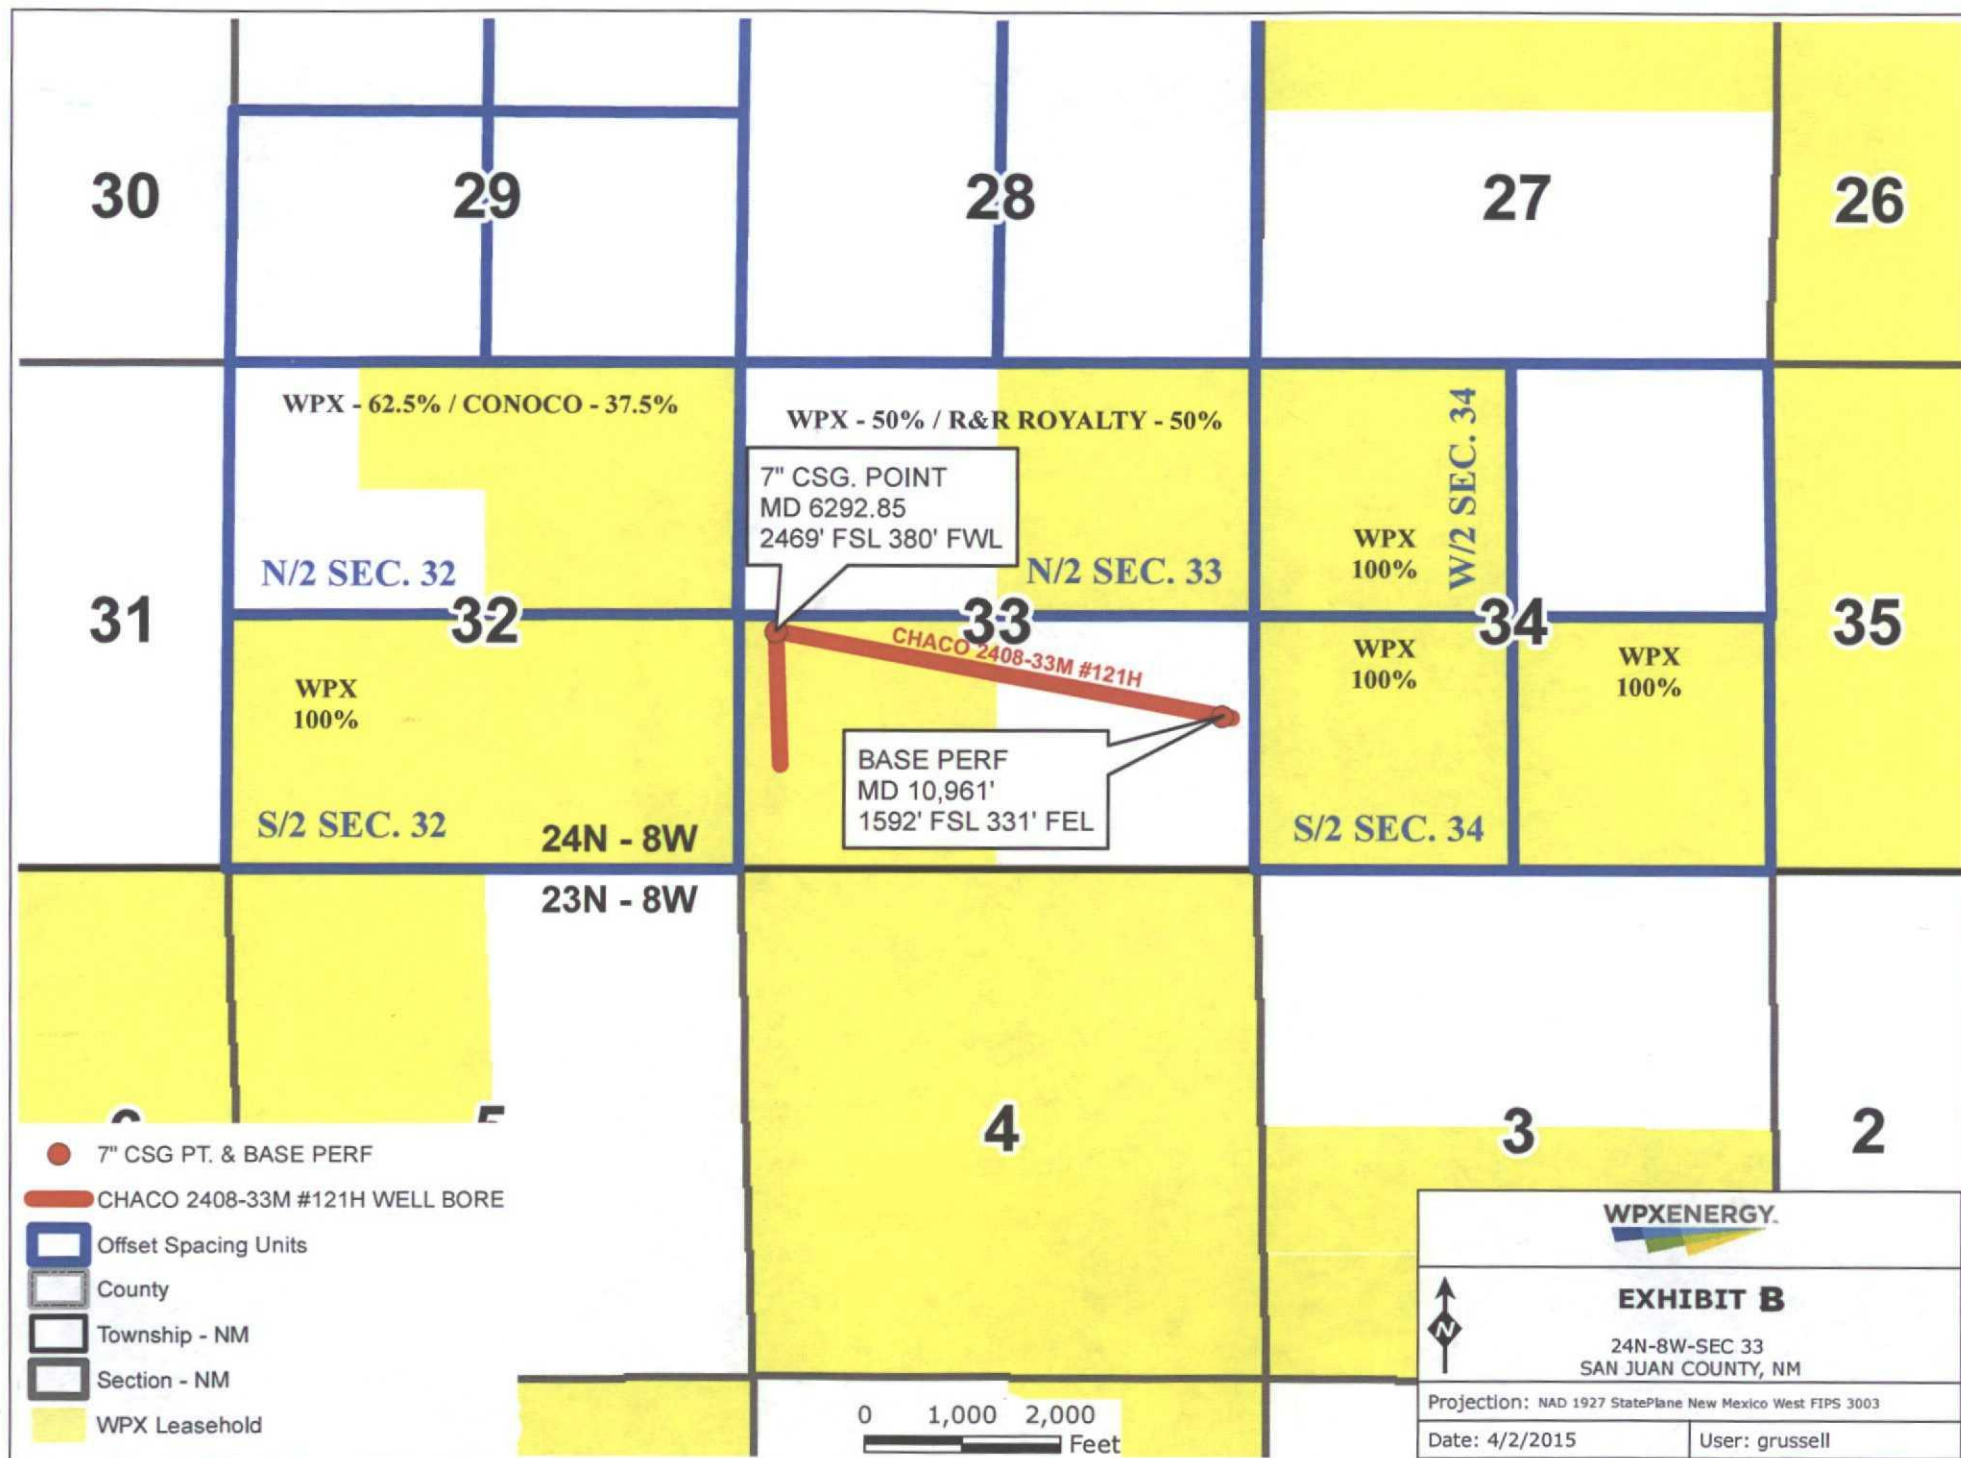 30
29
28
27
26
WPX - 62.5% / CONOCO - 37.5%
WPX - 50% / R&R ROYALTY - 50%
W/2 SEC. 34
7" CSG. POINT
MD 6292.85
2469' FSL 380' FWL
WPX
100%
N/2 SEC. 32
N/2 SEC. 33
31
32
33
34
35
CHACO 2408-33M #121H
WPX
100%
WPX
100%
WPX
100%
BASE PERF
MD 10,961'
1592' FSL 331' FEL
S/2 SEC. 32
24N - 8W
S/2 SEC. 34
23N - 8W
4
3
2
7" CSG PT. & BASE PERF
CHACO 2408-33M #121H WELL BORE
Offset Spacing Units
County
Township - NM
Section - NM
WPX Leasehold
0 1,000 2,000
Feet
WPXENERGY
N
EXHIBIT B
24N-8W-SEC 33
SAN JUAN COUNTY, NM
Projection: NAD 1927 StatePlane New Mexico West FIPS 3003
Date: 4/2/2015
User: grussell